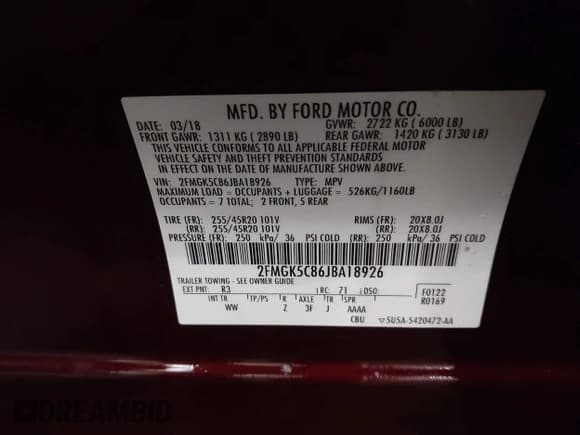 MFD. BY FORD MOTOR CO.
DATE: 03/18 GVWR: 2722 KG ( 6000 LB)
FRONT GAWR: 1311 KG ( 2890 LB) REAR GAWR: 1420 KG ( 3130 LB)
THIS VEHICLE CONFORMS TO ALL APPLICABLE FEDERAL MOTOR
VEHICLE SAFETY AND THEFT PREVENTION STANDARDS
IN EFFECT ON THE DATE OF MANUFACTURE SHOWN ABOVE.
VIN: 2FMGK5C86JBA18926 TYPE: MPV
MAXIMUM LOAD = OCCUPANTS + LUGGAGE = 526KG/1160LB
OCCUPANTS = 7 TOTAL; 2 FRONT, 5 REAR
TIRE (FR): 255/45R20 101V RIMS (FR): 20X8.0J
(RR): 255/45R20 101V (RR): 20X8.0J
PRESSURE (FR): 250 kPa/ 36 PSI COLD (RR): 250 kPa/ 36 PSI COLD
2FMGK5C86JBA18926
TRAILER TOWING - SEE OWNER GUIDE
EXT PNT: R3 RC: 71 DSO: F0122
R0169
INT TR TP/PS R AXLE TR SPR
WW Z 3F J AAAA
CBU ▽5U5A-5420472-AA
DREAMBID